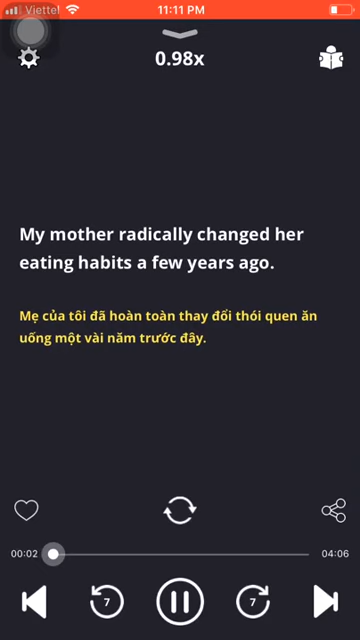 Viettel
11:11 PM
0.98x
My mother radically changed her
eating habits a few years ago.
Mẹ của tôi đã hoàn toàn thay đổi thói quen ăn
uống một vài năm trước đây.
00:02
04:06
7
7